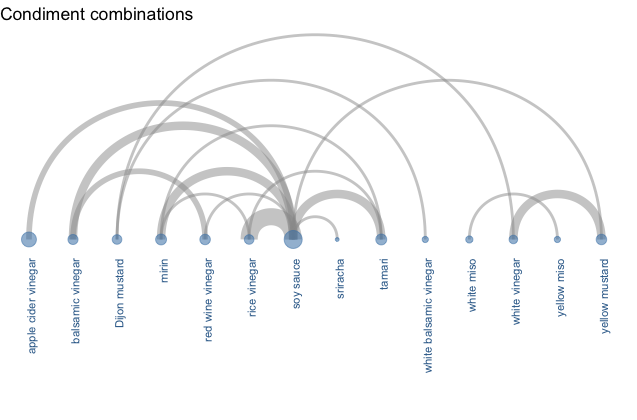 Condiment combinations
apple cider vinegar
balsamic vinegar
Dijon mustard
mirin
red wine vinegar
rice vinegar
soy sauce
sriracha
tamari
white balsamic vinegar
white miso
white vinegar
yellow miso
yellow mustard